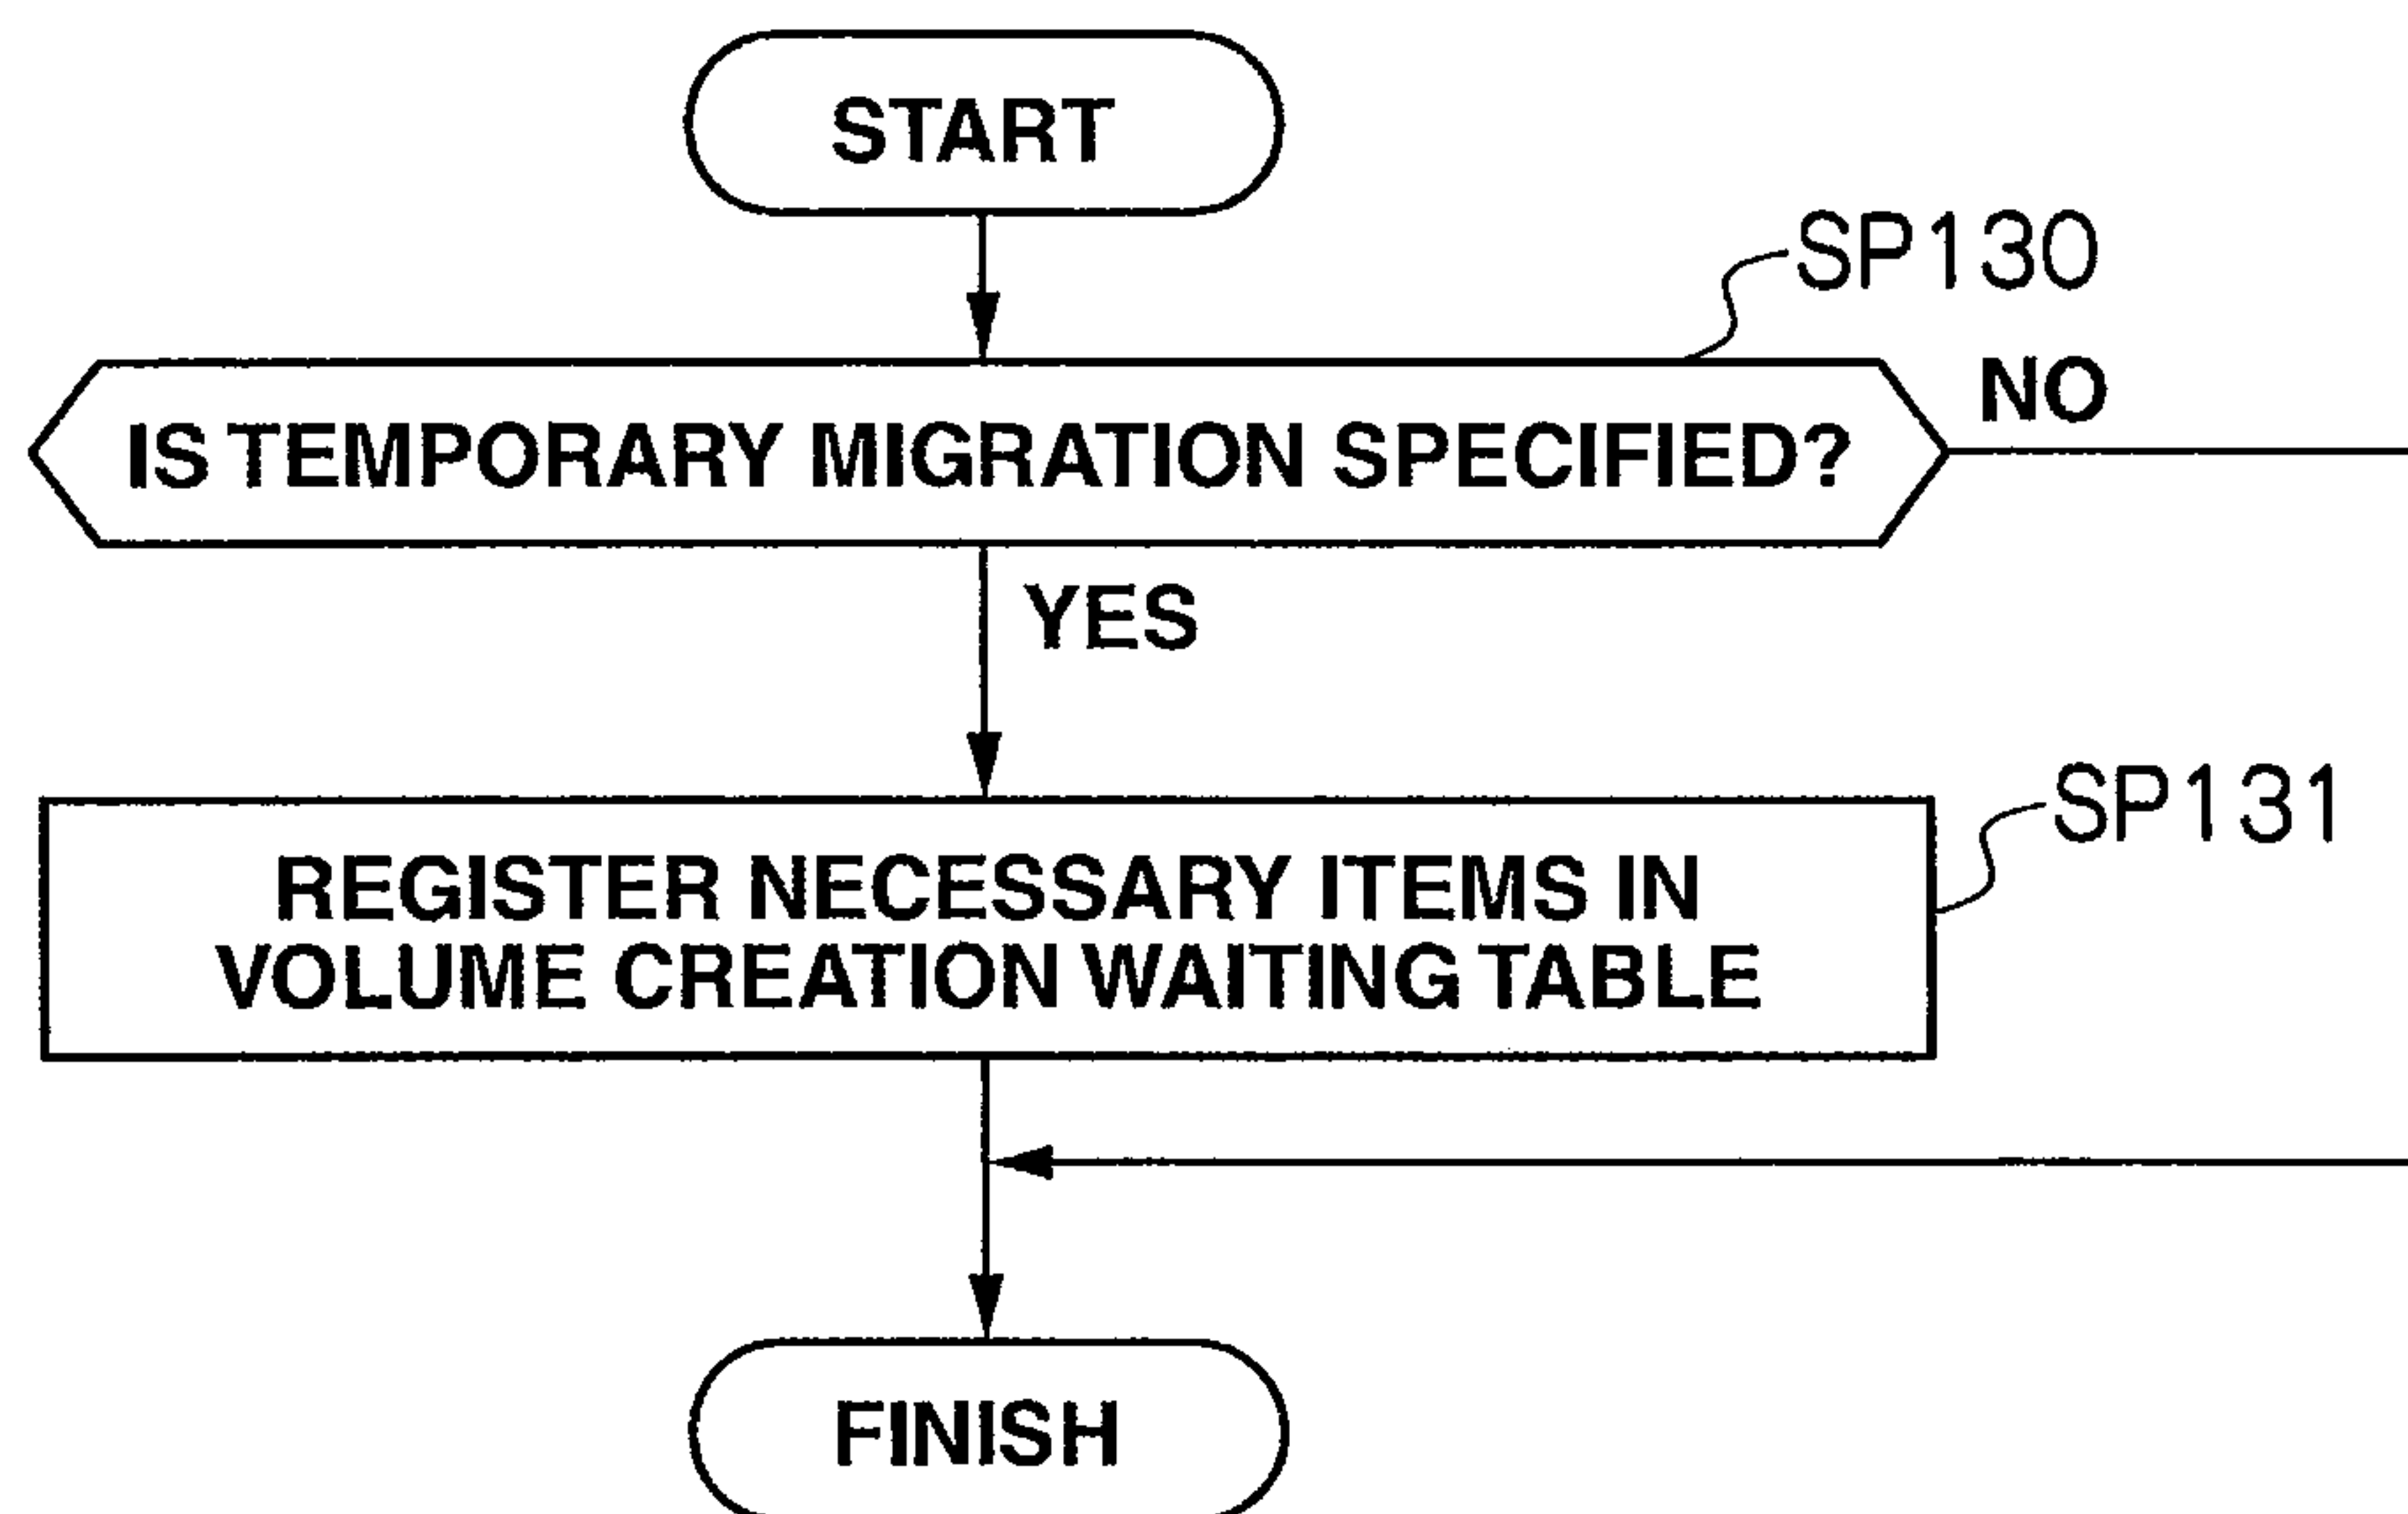 START
SP130
NO
IS TEMPORARY MIGRATION SPECIFIED?
YES
SP131
REGISTER NECESSARY ITEMS IN
VOLUME CREATION WAITING TABLE
FINISH